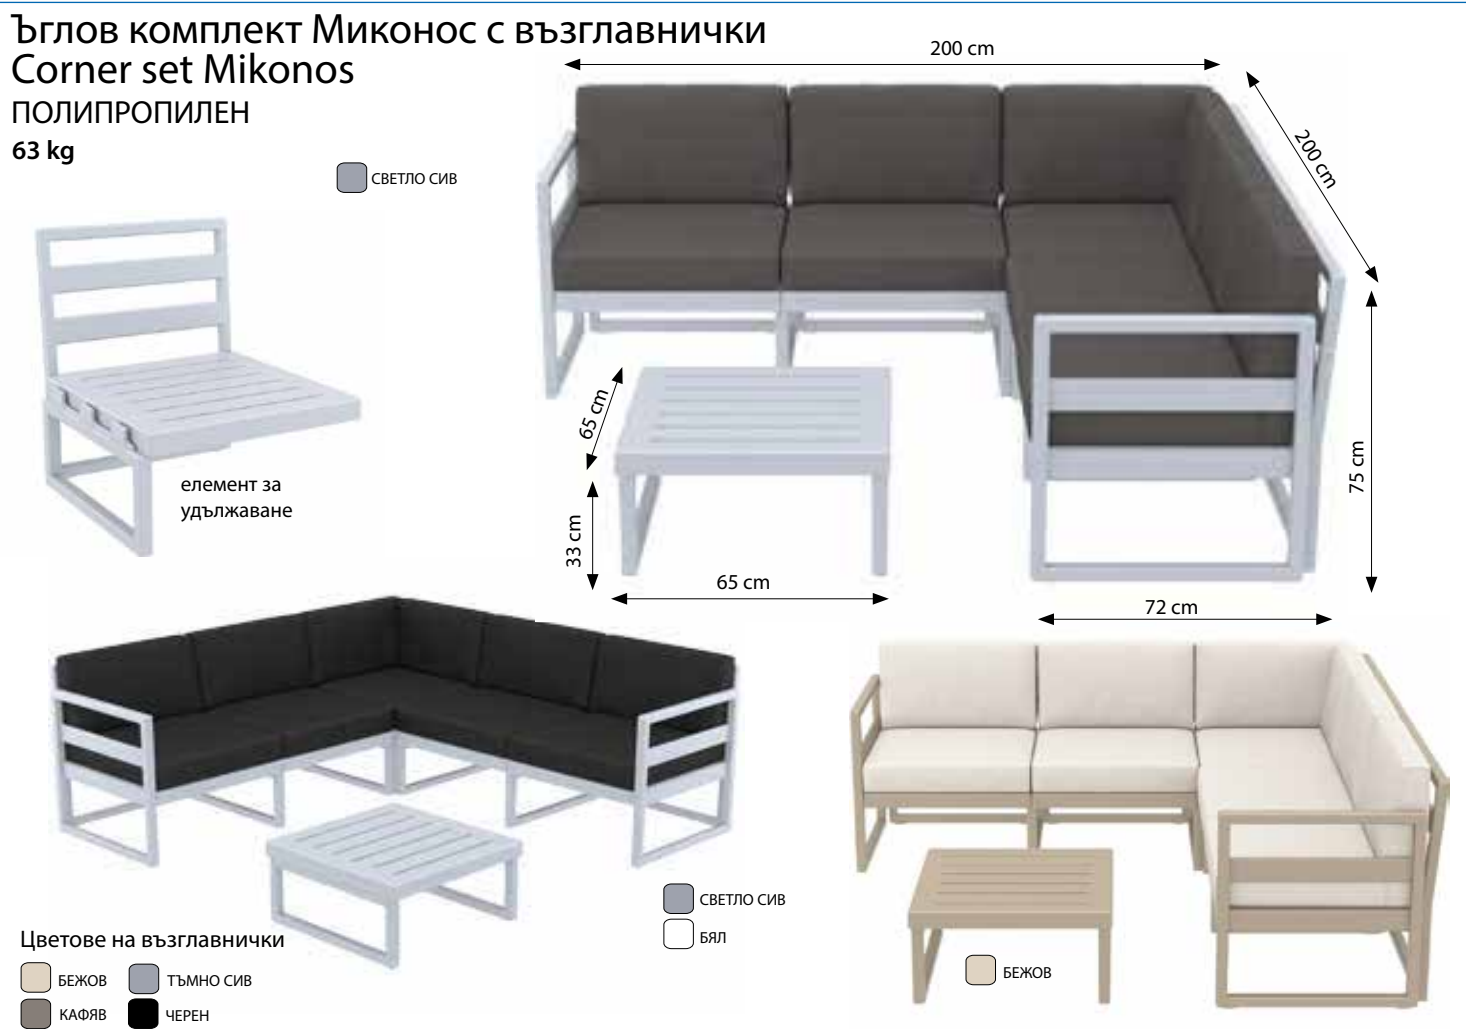 Ъглов комплект Миконос с възглавнички
Corner set Mikonos
ПОЛИПРОПИЛЕН
63 kg
СВЕТЛО СИВ
200 cm
200 cm
75 cm
65 cm
33 cm
65 cm
72 cm
елемент за
удължаване
СВЕТЛО СИВ
БЯЛ
БЕЖОВ
Цветове на възглавнички
БЕЖОВ
ТЪМНО СИВ
КАФЯВ
ЧЕРЕН